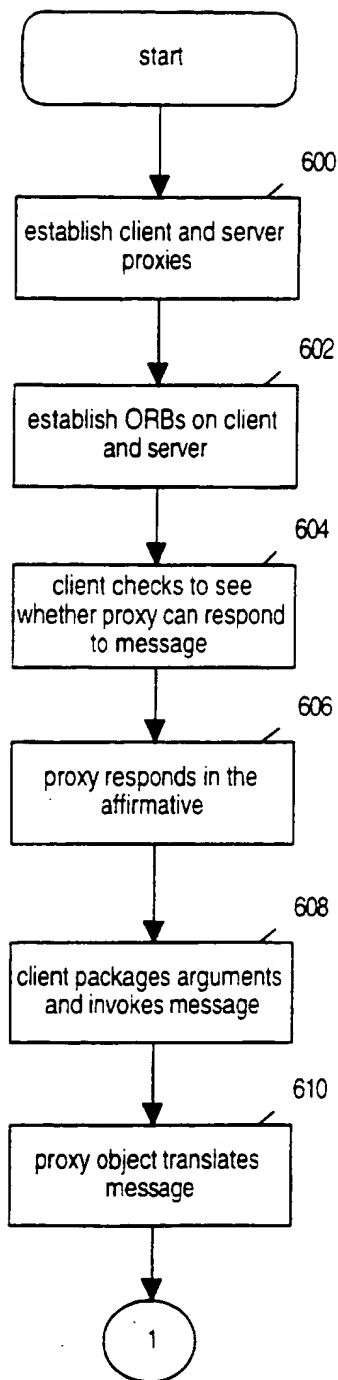 start
600
establish client and server
proxies
602
establish ORBs on client
and server
604
client checks to see
whether proxy can respond
to message
606
proxy responds in the
affirmative
608
client packages arguments
and invokes message
610
proxy object translates
message
1